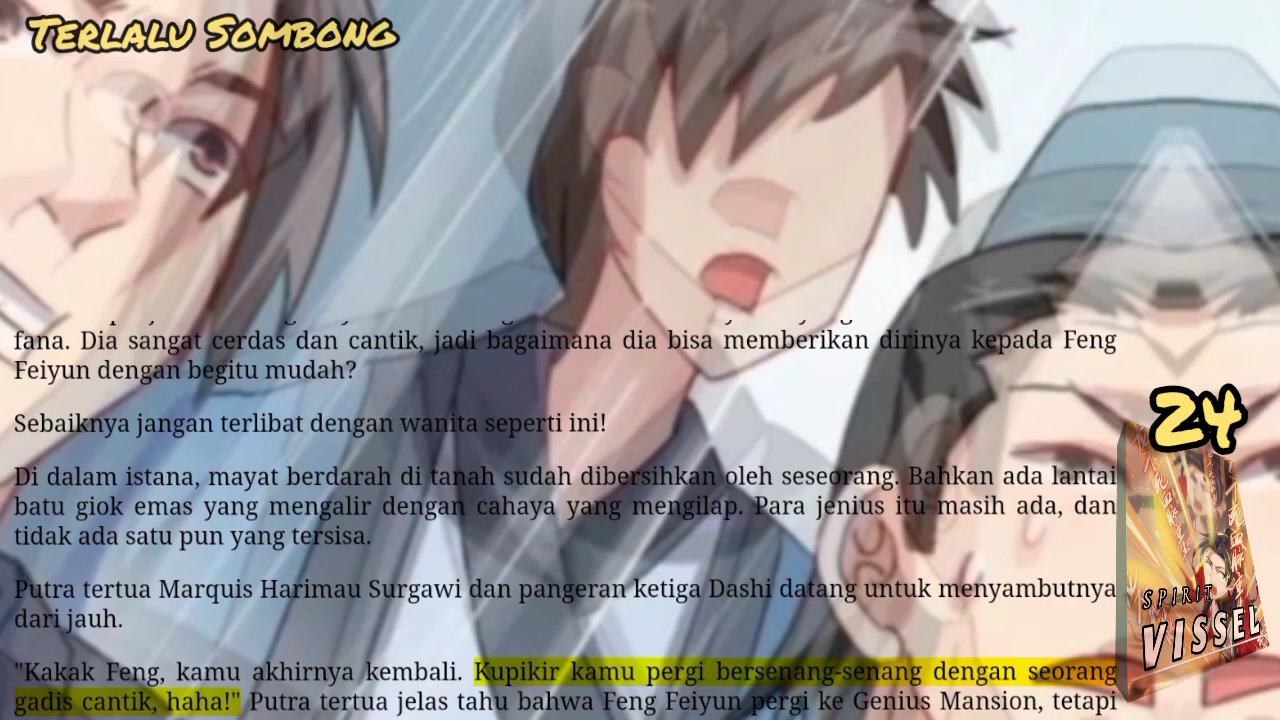 Terlalu Sombong
fana. Dia sangat cerdas dan cantik, jadi bagaimana dia bisa memberikan dirinya kepada Feng
Feiyun dengan begitu mudah?
Sebaiknya jangan terlibat dengan wanita seperti ini!
Di dalam istana, mayat berdarah di tanah sudah dibersihkan oleh seseorang. Bahkan ada lantai
batu giok emas yang mengalir dengan cahaya yang mengilap. Para jenius itu masih ada, dan
tidak ada satu pun yang tersisa.
Putra tertua Marquis Harimau Surgawi dan pangeran ketiga Dashi datang untuk menyambutnya
dari jauh.
"Kakak Feng, kamu akhirnya kembali. Kupikir kamu pergi bersenang-senang dengan seorang
gadis cantik, haha!" Putra tertua jelas tahu bahwa Feng Feiyun pergi ke Genius Mansion, tetapi
24
SPIRIT
VISSEL